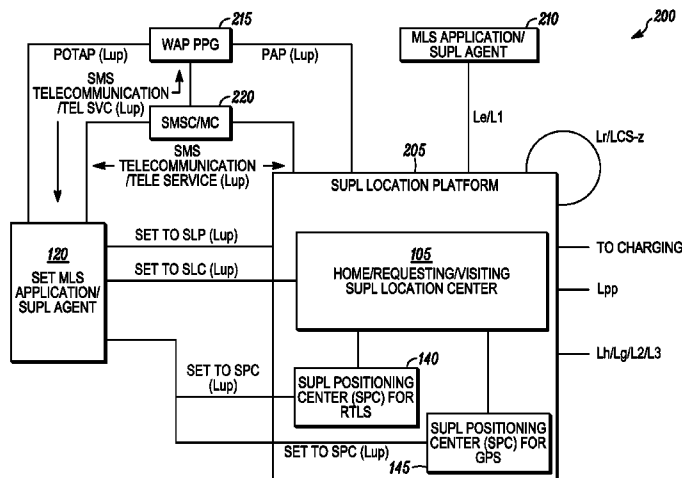 215
210
200
WAP PPG
MLS APPLICATION/
SUPL AGENT
POTAP (Lup)
PAP (Lup)
SMS
TELECOMMUNICATION
/TEL SVC (Lup)
220
SMSC/MC
Le/L1
Lr/LCS-z
SMS
TELECOMMUNICATION
/TELE SERVICE (Lup)
205
SUPL LOCATION PLATFORM
120
SET MLS
APPLICATION/
SUPL AGENT
SET TO SLP (Lup)
SET TO SLC (Lup)
105
HOME/REQUESTING/VISITING
SUPL LOCATION CENTER
TO CHARGING
Lpp
Lh/Lg/L2/L3
SET TO SPC
(Lup)
140
SUPL POSITIONING
CENTER (SPC) FOR
RTLS
SUPL POSITIONING
CENTER (SPC) FOR
GPS
SET TO SPC (Lup)
145